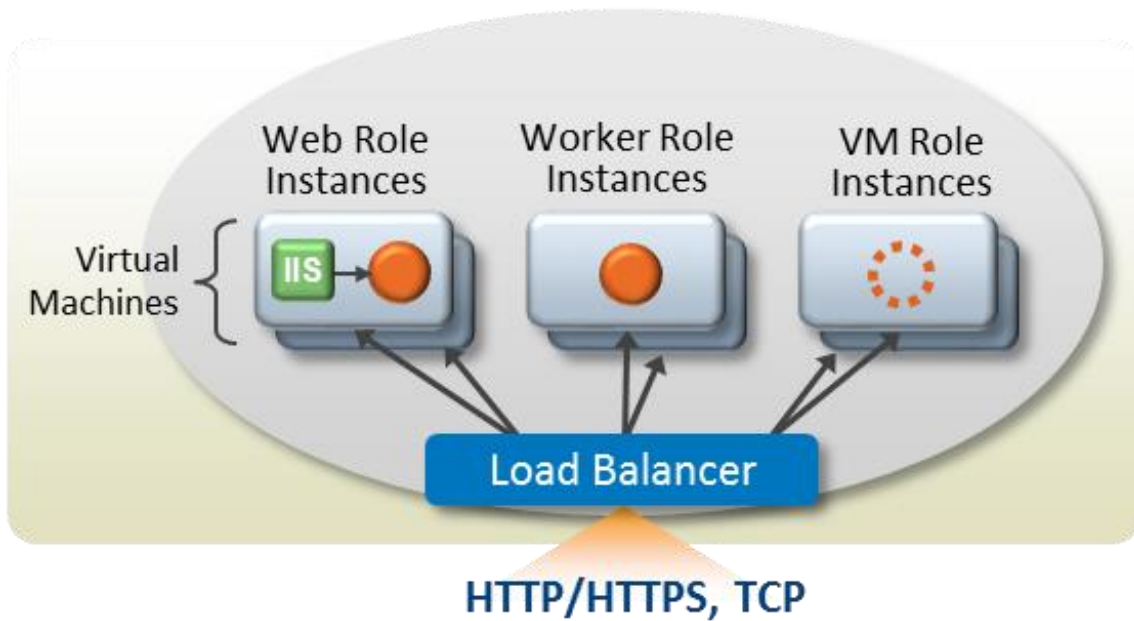 Web Role
Instances
Worker Role
Instances
VM Role
Instances
Virtual
Machines
IIS
Load Balancer
HTTP/HTTPS, TCP